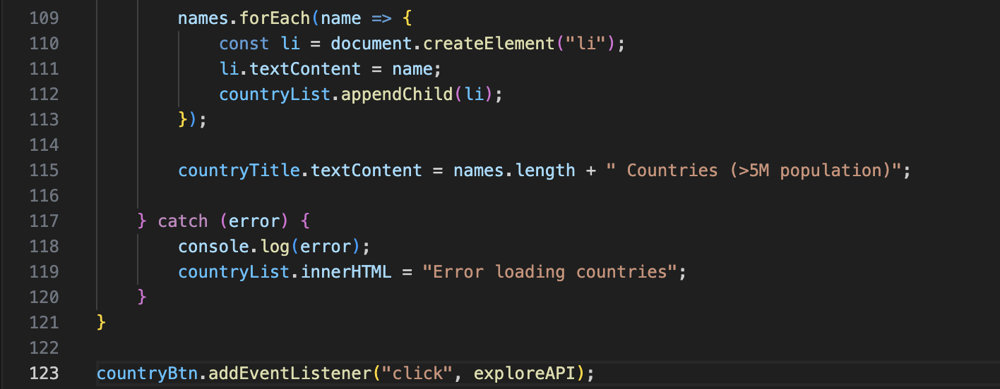 109 names.forEach(name => {
110 const li = document.createElement("li");
111 li.textContent = name;
112 countryList.appendChild(li);
113 });
114
115 countryTitle.textContent = names.length + " Countries (>5M population)";
116
117 } catch (error) {
118 console.log(error);
119 countryList.innerHTML = "Error loading countries";
120 }
121 }
122
123 countryBtn.addEventListener("click", exploreAPI);